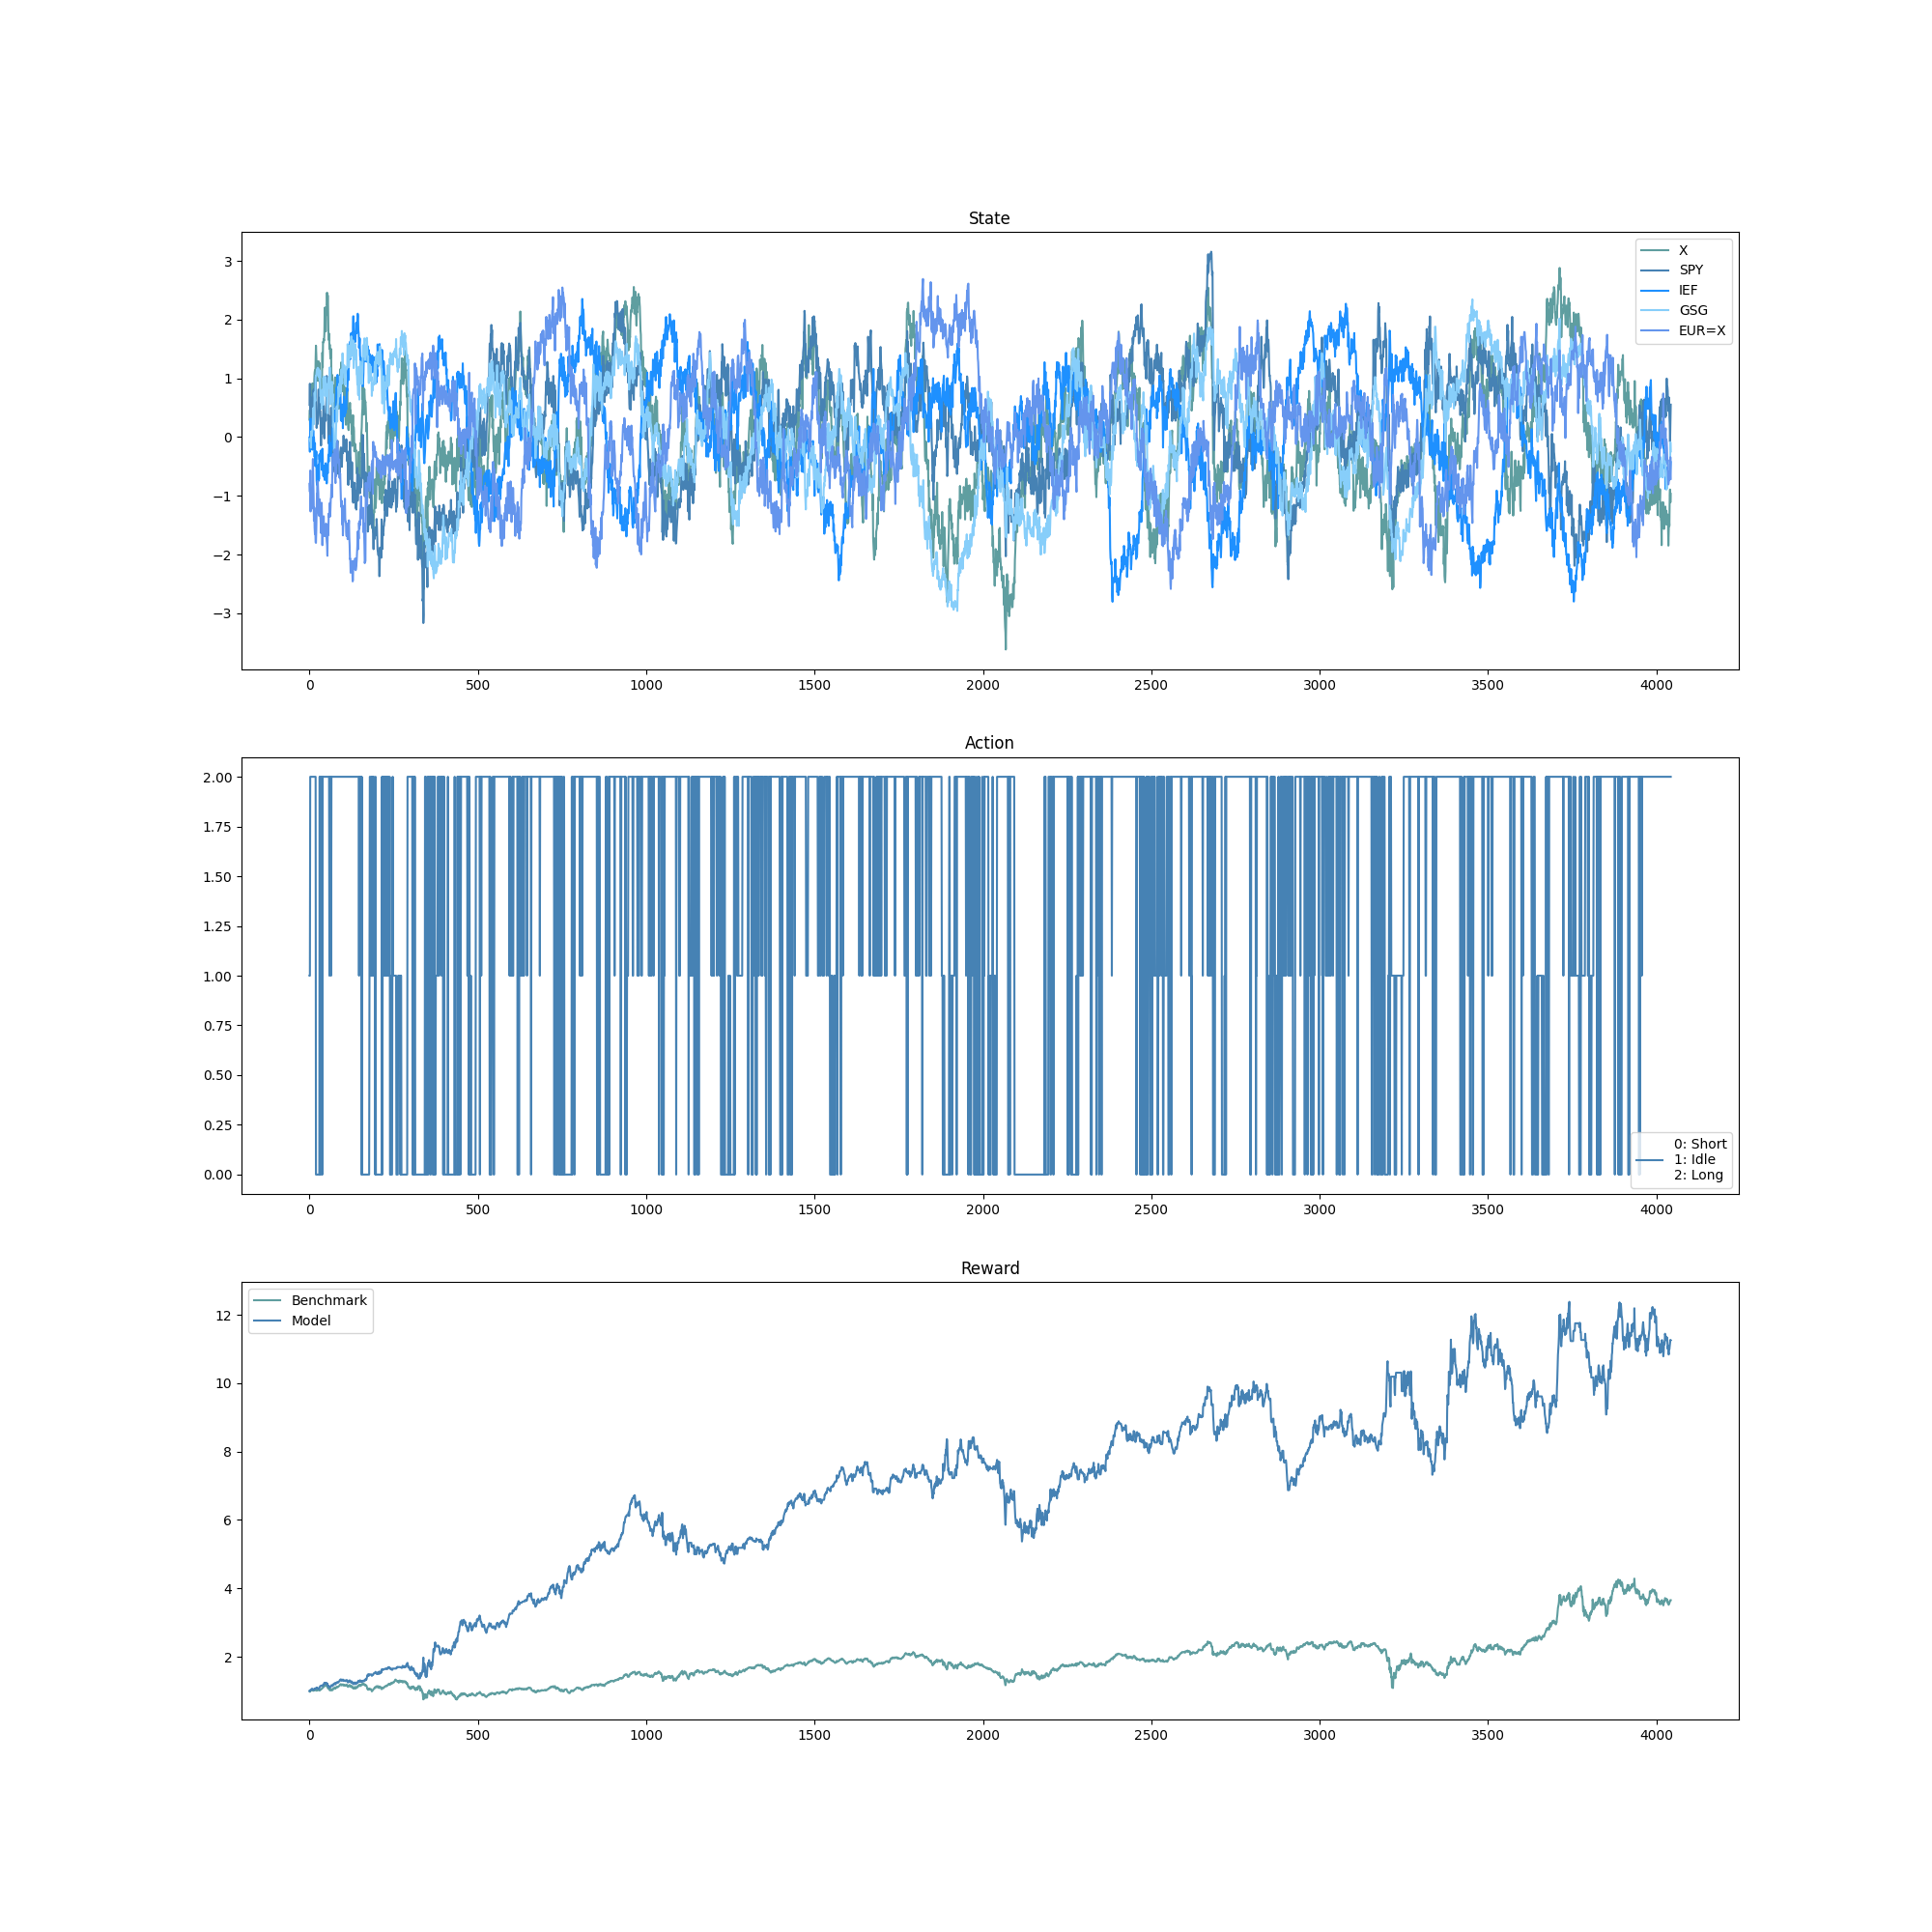 State
3
2
1
0
−1
−2
−3
X
SPY
IEF
GSG
EUR=X
0 500 1000 1500 2000 2500 3000 3500 4000
Action
2.00
1.75
1.50
1.25
1.00
0.75
0.50
0.25
0.00
0: Short
1: Idle
2: Long
0 500 1000 1500 2000 2500 3000 3500 4000
Reward
Benchmark
Model
12
10
8
6
4
2
0 500 1000 1500 2000 2500 3000 3500 4000